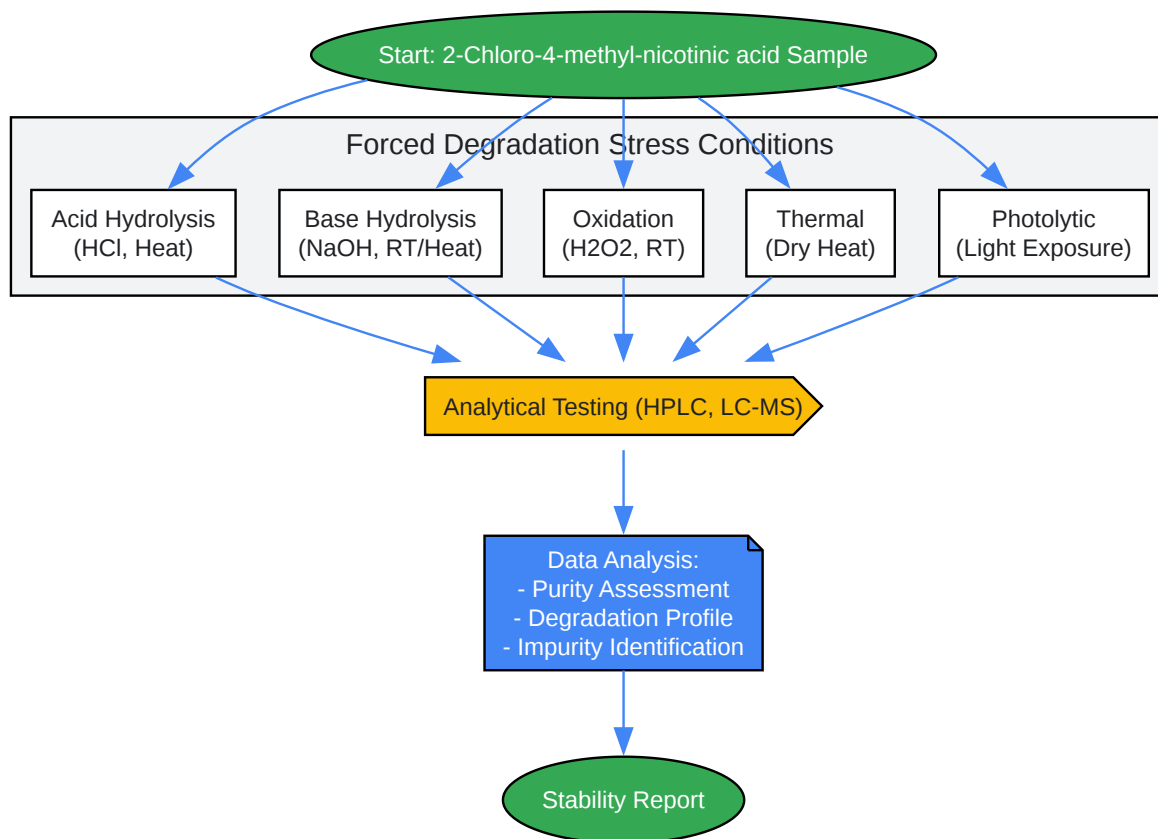 Start: 2-Chloro-4-methyl-nicotinic acid Sample
Forced Degradation Stress Conditions
Acid Hydrolysis
(HCl, Heat)
Base Hydrolysis
(NaOH, RT/Heat)
Oxidation
(H2O2, RT)
Thermal
(Dry Heat)
Photolytic
(Light Exposure)
Analytical Testing (HPLC, LC-MS)
Data Analysis:
- Purity Assessment
- Degradation Profile
- Impurity Identification
Stability Report